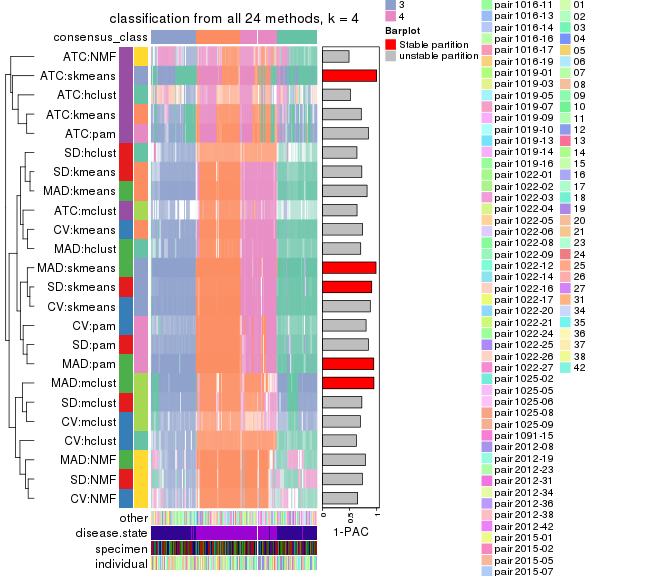 classification from all 24 methods, k = 4
consensus_class
ATC:NMF
ATC:skmeans
ATC:hclust
ATC:kmeans
ATC:pam
SD:hclust
SD:kmeans
MAD:kmeans
ATC:mclust
CV:kmeans
MAD:hclust
MAD:skmeans
SD:skmeans
CV:skmeans
CV:pam
SD:pam
MAD:pam
MAD:mclust
SD:mclust
CV:mclust
CV:hclust
MAD:NMF
SD:NMF
CV:NMF
other
disease.state
specimen
individual
0
0.5
1
1-PAC
3
4
Barplot
Stable partition
unstable partition
pair1016-11
pair1016-13
pair1016-14
pair1016-16
pair1016-17
pair1016-19
pair1019-01
pair1019-03
pair1019-05
pair1019-07
pair1019-09
pair1019-10
pair1019-13
pair1019-14
pair1019-16
pair1022-01
pair1022-02
pair1022-03
pair1022-04
pair1022-05
pair1022-06
pair1022-08
pair1022-09
pair1022-12
pair1022-14
pair1022-16
pair1022-17
pair1022-20
pair1022-21
pair1022-24
pair1022-25
pair1022-26
pair1022-27
pair1025-02
pair1025-05
pair1025-06
pair1025-08
pair1025-09
pair1091-15
pair2012-08
pair2012-19
pair2012-23
pair2012-31
pair2012-34
pair2012-36
pair2012-38
pair2012-42
pair2015-01
pair2015-02
pair2015-05
pair2015-07
01
02
03
04
05
06
07
08
09
10
11
12
13
14
15
16
17
18
19
20
21
23
24
25
26
27
31
34
35
36
37
38
42